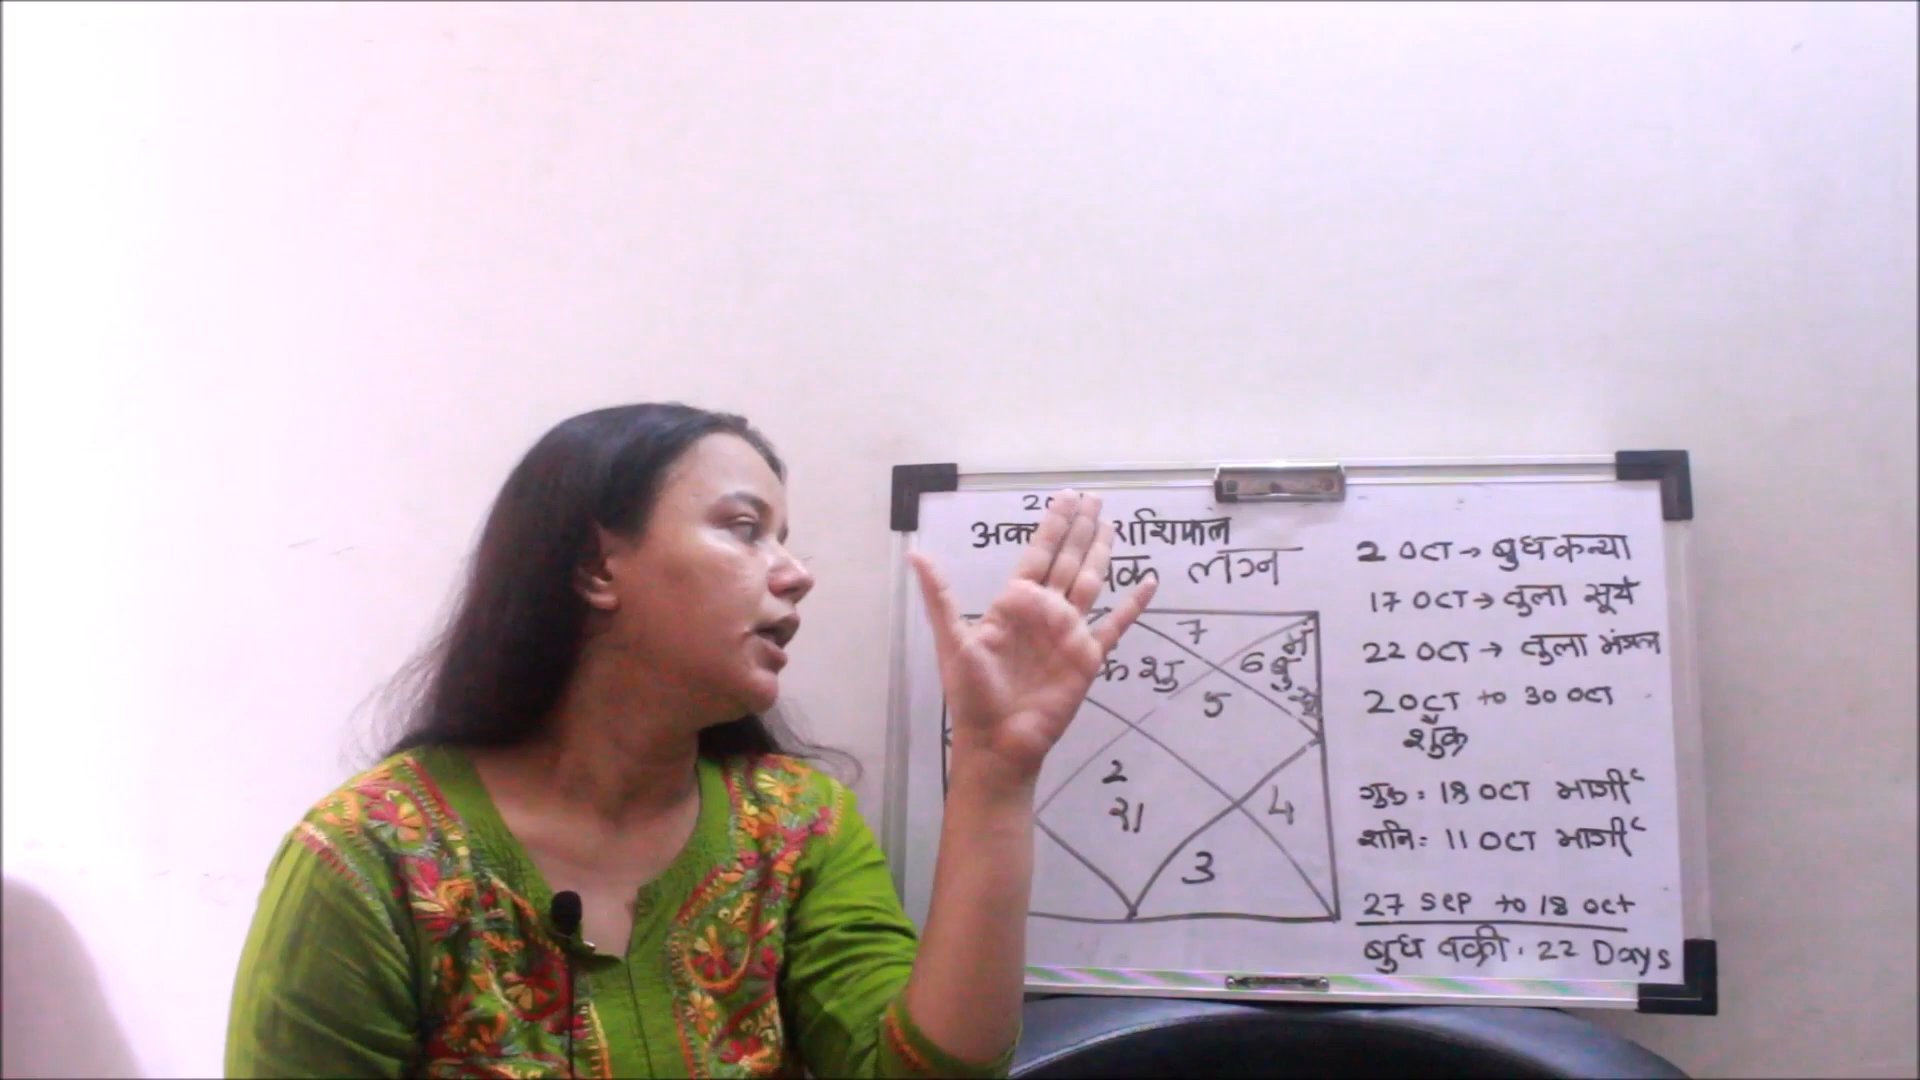 राशिफल
लग्न
7
शु
6 बु मं
5
2
रा
4
3
2 OCT → बुध कन्या
17 OCT → तुला सूर्य
22 OCT → तुला मंगल
2 OCT to 30 OCT
शुक्र
गुरु: 18 OCT मार्गी
शनि: 11 OCT मार्गी
27 Sep to 18 Oct
बुध वक्री. 22 Days